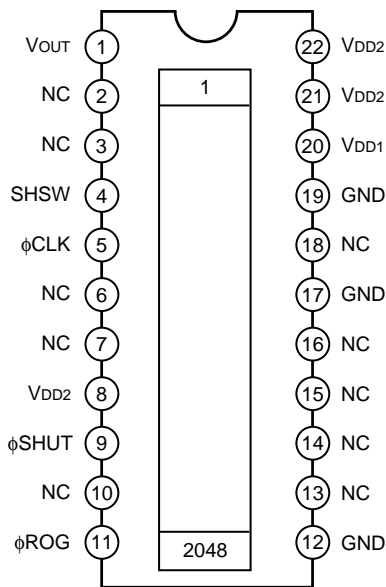 VOUT 1 22 VDD2
NC 2 1 21 VDD2
NC 3 20 VDD1
SHSW 4 19 GND
ϕCLK 5 18 NC
NC 6 17 GND
NC 7 16 NC
VDD2 8 15 NC
ϕSHUT 9 14 NC
NC 10 13 NC
ϕROG 11 2048 12 GND